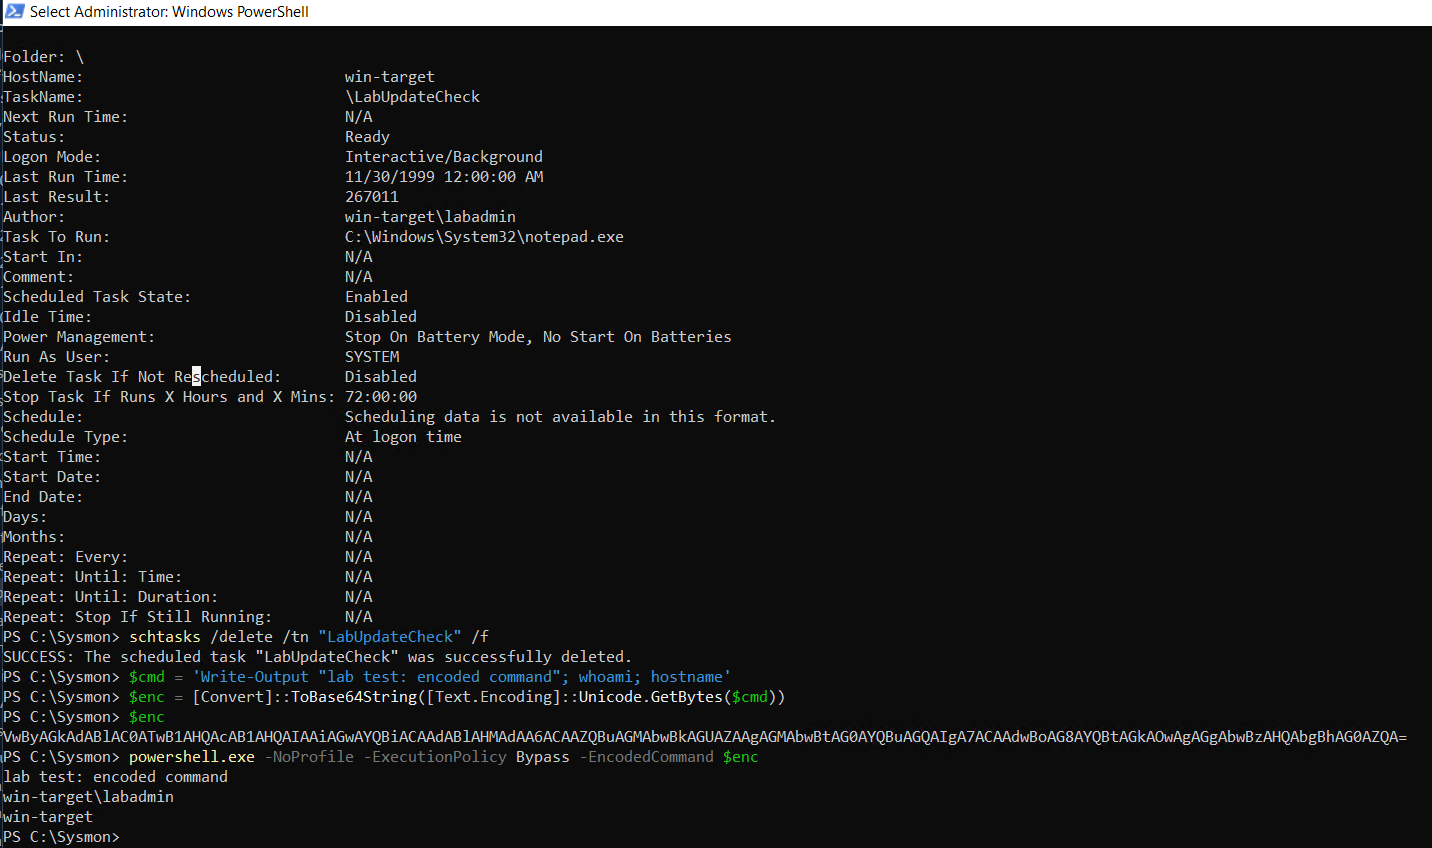 Select Administrator: Windows PowerShell
Folder: \
HostName: win-target
TaskName: \LabUpdateCheck
Next Run Time: N/A
Status: Ready
Logon Mode: Interactive/Background
Last Run Time: 11/30/1999 12:00:00 AM
Last Result: 267011
Author: win-target\labadmin
Task To Run: C:\Windows\System32\notepad.exe
Start In: N/A
Comment: N/A
Scheduled Task State: Enabled
Idle Time: Disabled
Power Management: Stop On Battery Mode, No Start On Batteries
Run As User: SYSTEM
Delete Task If Not Rescheduled: Disabled
Stop Task If Runs X Hours and X Mins: 72:00:00
Schedule: Scheduling data is not available in this format.
Schedule Type: At logon time
Start Time: N/A
Start Date: N/A
End Date: N/A
Days: N/A
Months: N/A
Repeat: Every: N/A
Repeat: Until: Time: N/A
Repeat: Until: Duration: N/A
Repeat: Stop If Still Running: N/A
PS C:\Sysmon> schtasks /delete /tn "LabUpdateCheck" /f
SUCCESS: The scheduled task "LabUpdateCheck" was successfully deleted.
PS C:\Sysmon> $cmd = 'Write-Output "lab test: encoded command"; whoami; hostname'
PS C:\Sysmon> $enc = [Convert]::ToBase64String([Text.Encoding]::Unicode.GetBytes($cmd))
PS C:\Sysmon> $enc
VwByAGkAdABlAC0ATwB1AHQAcAB1AHQAIAAiAGwAYQBiACAAdABlAHMAdAA6ACAAZQBuAGMAbwBkAGUAZAAgAGMAbwBtAG0AYQBuAGQAIgA7ACAAdwBoAG8AYQBtAGkAOwAgAGgAbwBzAHQAbgBhAG0AZQA=
PS C:\Sysmon> powershell.exe -NoProfile -ExecutionPolicy Bypass -EncodedCommand $enc
lab test: encoded command
win-target\labadmin
win-target
PS C:\Sysmon>